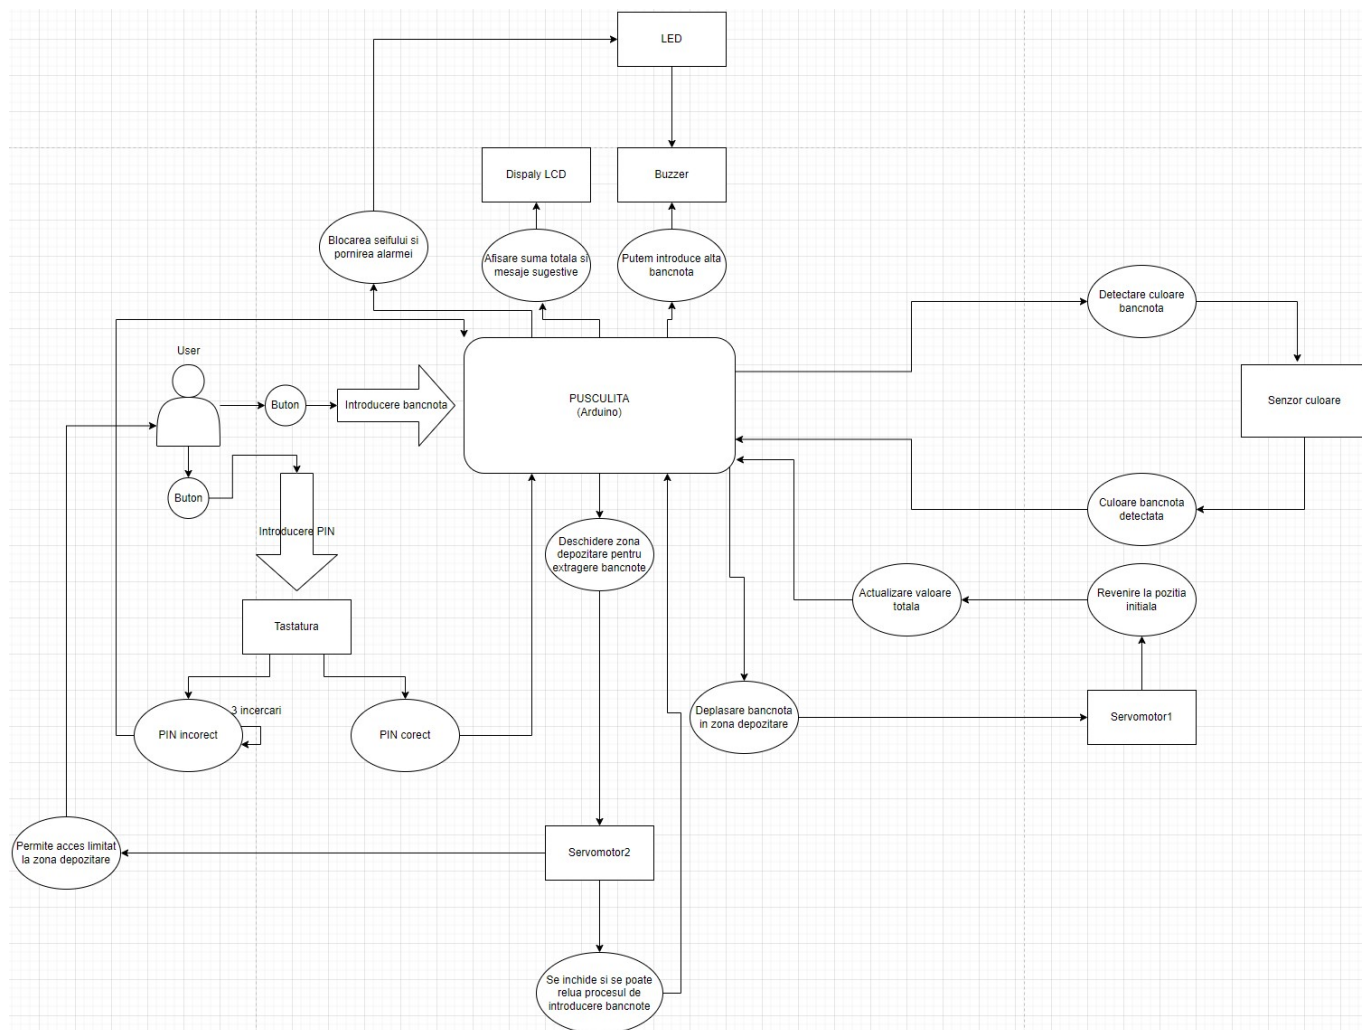 LED
Dispaly LCD
Buzzer
Blocarea seifului si
pornirea alarmei
Afisare suma totala si
mesaje sugestive
Putem introduce alta
bancnota
Detectare culoare
bancnota
User
Buton
Introducere bancnota
PUSCULITA
(Arduino)
Senzor culoare
Buton
Introducere PIN
Culoare bancnota
detectata
Deschidere zona
depozitare pentru
extragere bancnote
Actualizare valoare
totala
Revenire la pozitia
initiala
Tastatura
3 incercari
PIN incorect
PIN corect
Deplasare bancnota
in zona depozitare
Servomotor1
Permite acces limitat
la zona depozitare
Servomotor2
Se inchide si se poate
relua procesul de
introducere bancnote